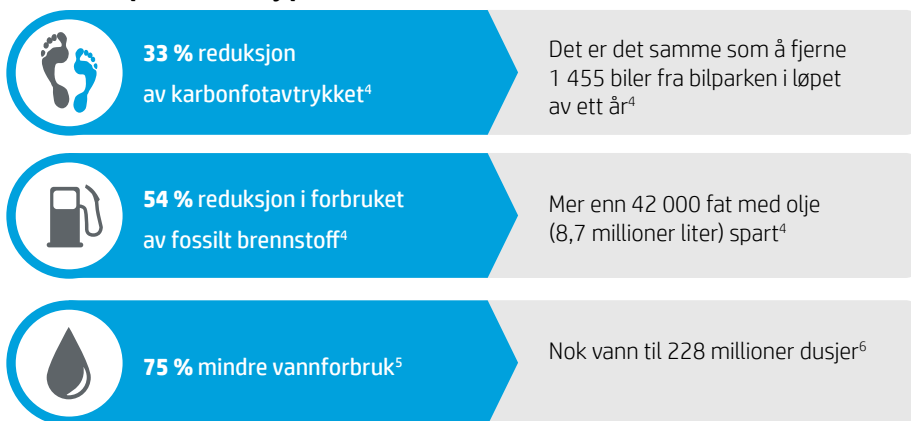 33 % reduksjon
av karbonfotavtrykket⁴
Det er det samme som å fjerne
1 455 biler fra bilparken i løpet
av ett år⁴
54 % reduksjon i forbruket
av fossilt brennstoff⁴
Mer enn 42 000 fat med olje
(8,7 millioner liter) spart⁴
75 % mindre vannforbruk⁵
Nok vann til 228 millioner dusjer⁶